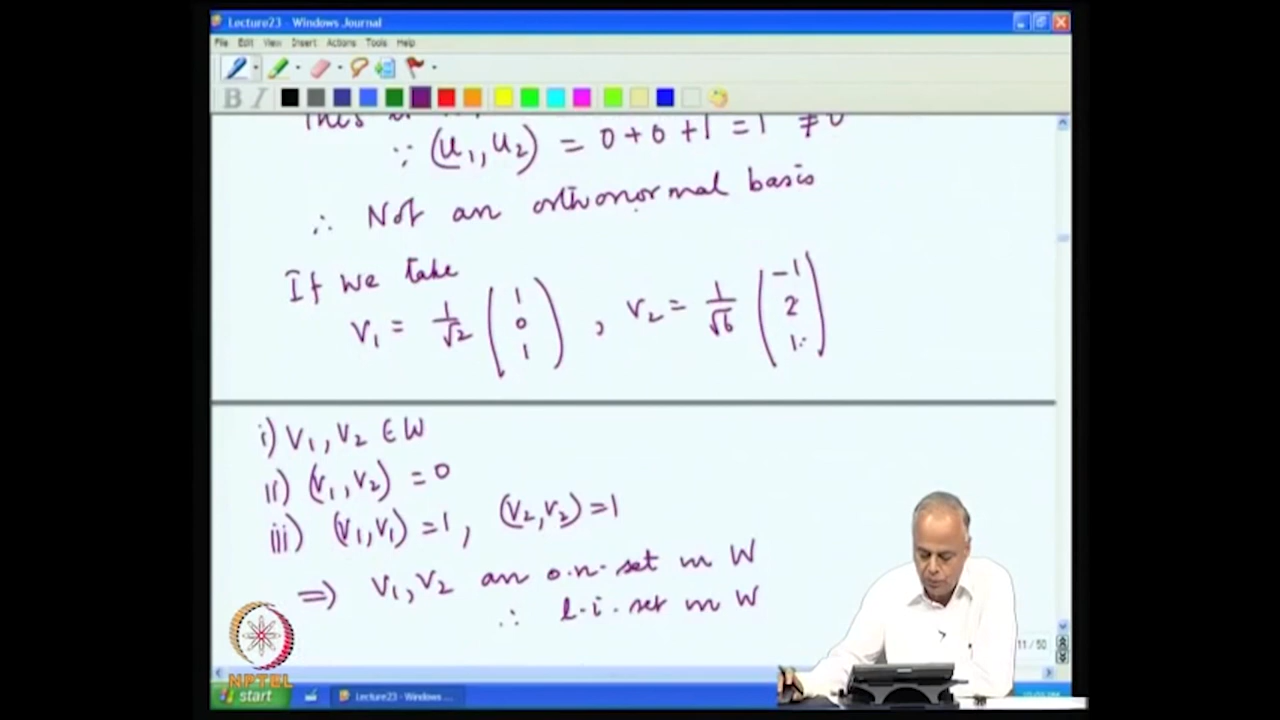 Lecture23 - Windows Journal
File Edit View Insert Actions Tools Help
B I
This
∵ (u₁, u₂) = 0 + 0 + 1 = 1 ≠ 0
∴ Not an orthonormal basis
If we take
v₁ = 1/√2 (1 0 1), v₂ = 1/√6 (-1 2 1)
i) v₁, v₂ ∈ W
ii) (v₁, v₂) = 0
iii) (v₁, v₁) = 1, (v₂, v₂) = 1
⇒ v₁, v₂ an o.n. set in W
∴ l.i. set in W
11 / 50
NPTEL
start Lecture23 - Windows ...